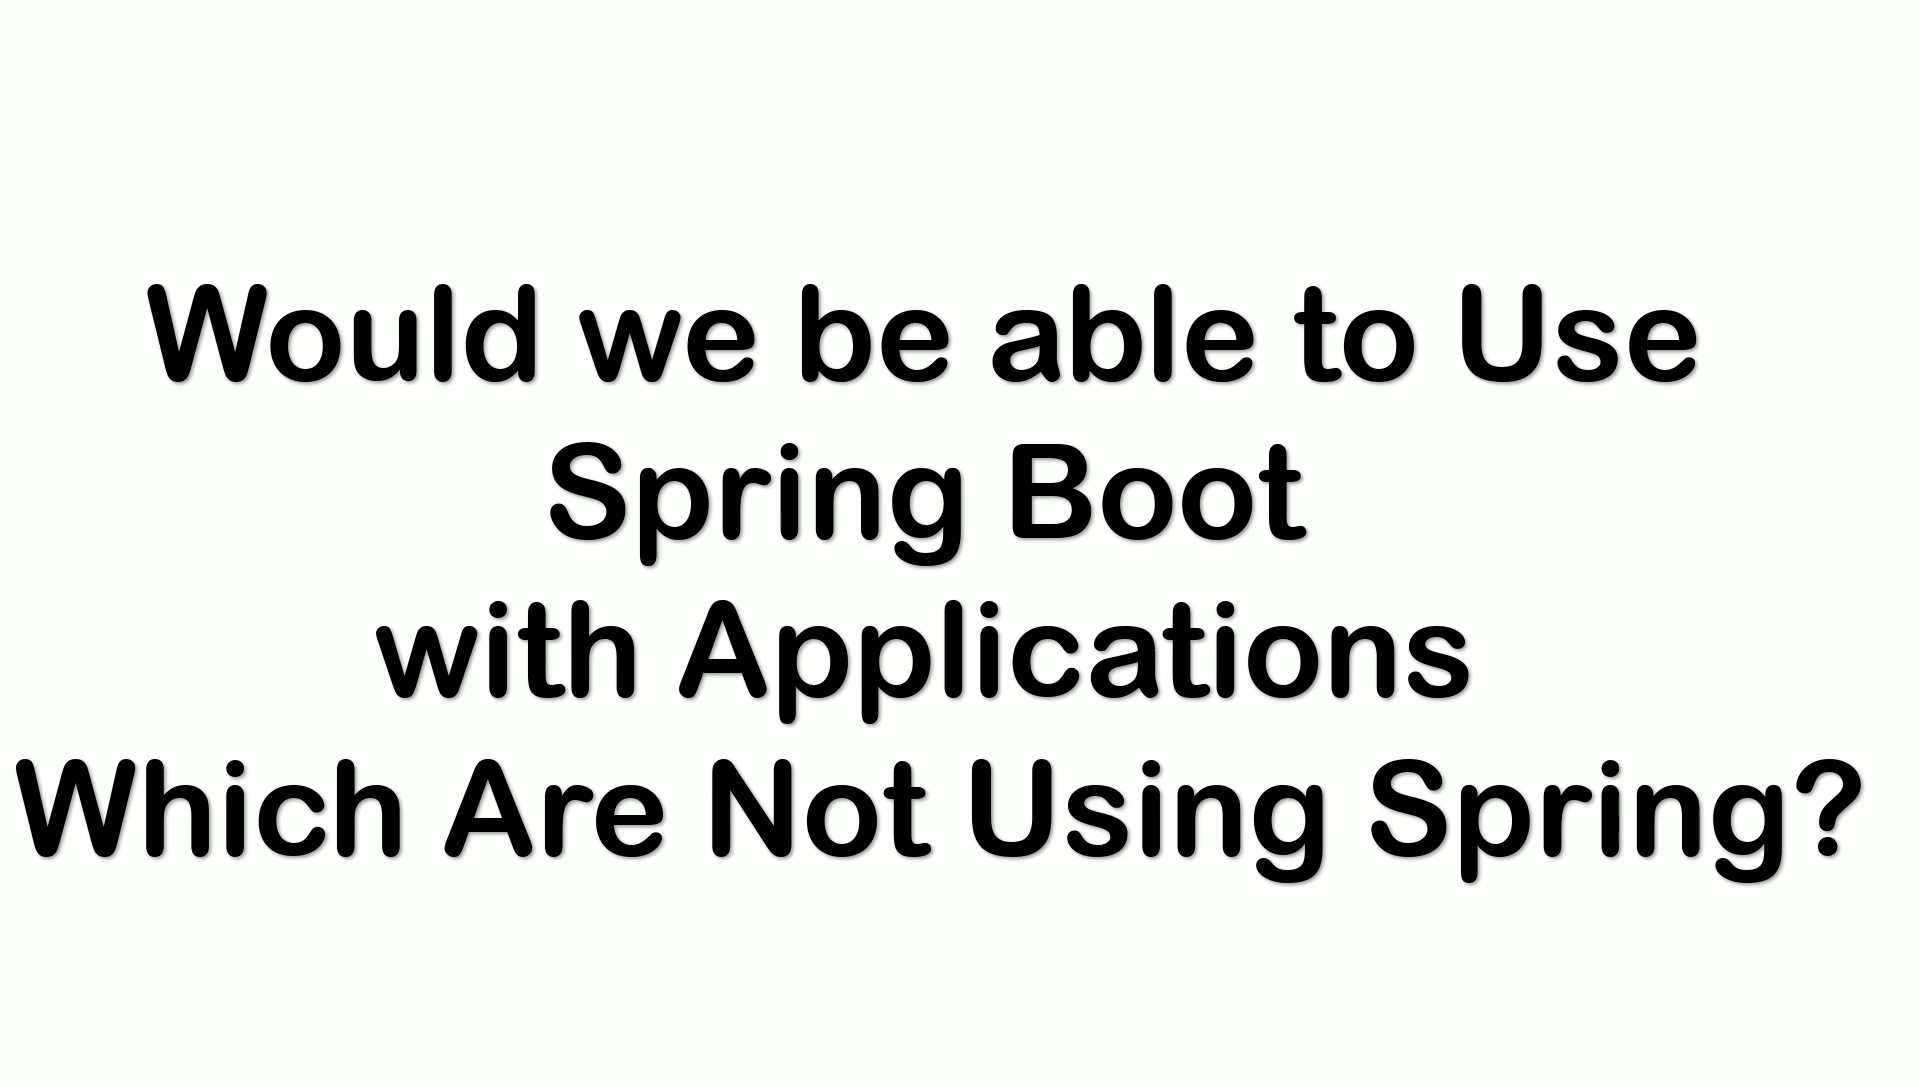 Would we be able to Use
Spring Boot
with Applications
Which Are Not Using Spring?